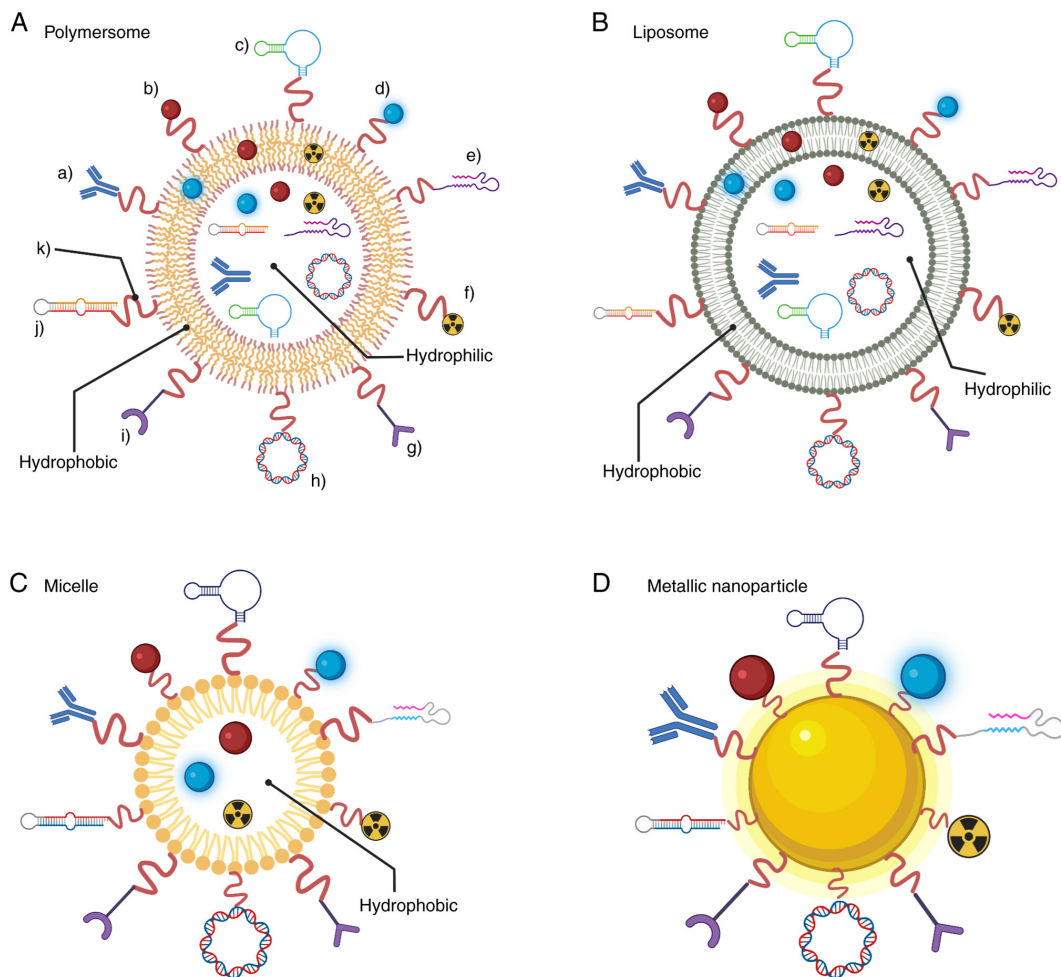 A Polymersome
c)
b)
d)
a)
e)
k)
f)
j)
Hydrophilic
i)
g)
Hydrophobic
h)
B Liposome
Hydrophilic
Hydrophobic
C Micelle
Hydrophobic
D Metallic nanoparticle